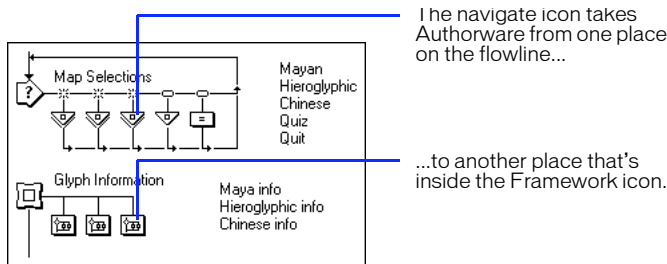 The navigate icon takes
Authorware from one place
on the flowline...
Map Selections
?
=
Mayan
Hieroglyphic
Chinese
Quiz
Quit
...to another place that's
inside the Framework icon.
Glyph Information
Maya info
Hieroglyphic info
Chinese info